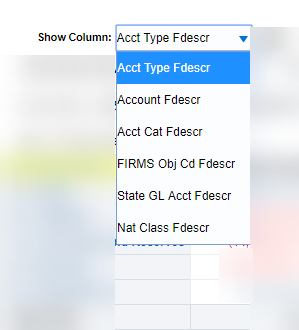 Show Column: Acct Type Fdescr
Acct Type Fdescr
Account Fdescr
Acct Cat Fdescr
FIRMS Obj Cd Fdescr
State GL Acct Fdescr
Nat Class Fdescr